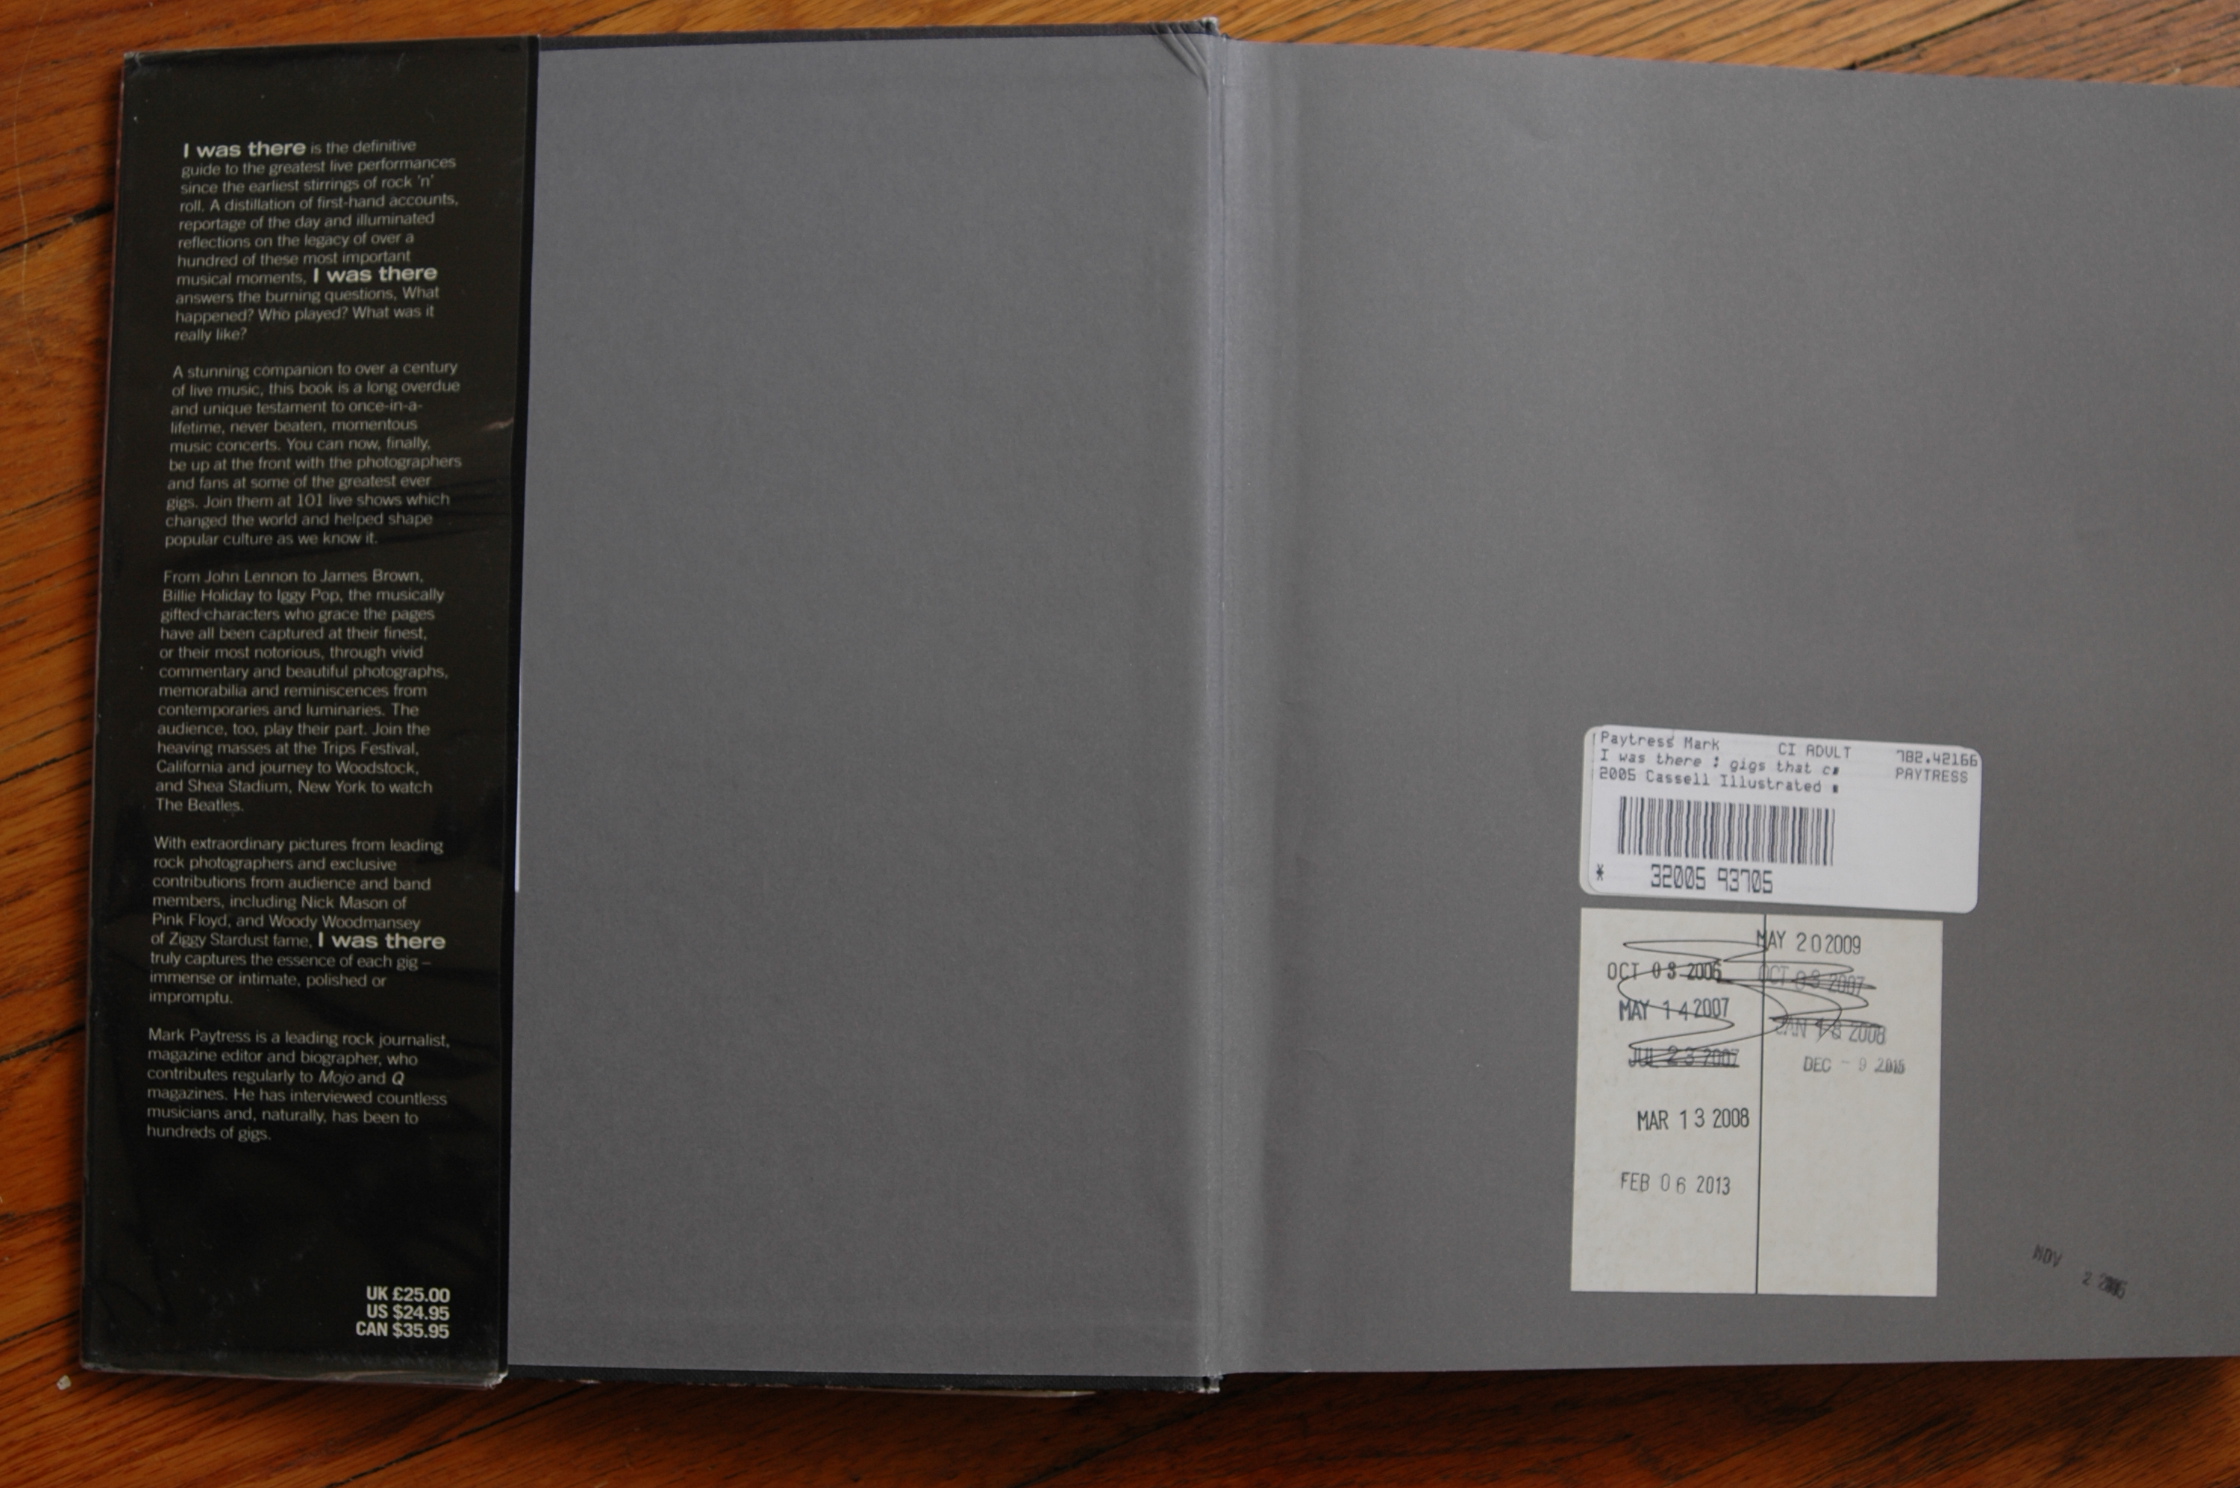 I was there is the definitive
guide to the greatest live performances
since the earliest stirrings of rock 'n'
roll. A distillation of first-hand accounts,
reportage of the day and illuminated
reflections on the legacy of over a
hundred of these most important
musical moments, I was there
answers the burning questions, What
happened? Who played? What was it
really like?
A stunning companion to over a century
of live music, this book is a long overdue
and unique testament to once-in-a-
lifetime, never beaten, momentous
music concerts. You can now, finally,
be up at the front with the photographers
and fans at some of the greatest ever
gigs. Join them at 101 live shows which
changed the world and helped shape
popular culture as we know it.
From John Lennon to James Brown,
Billie Holiday to Iggy Pop, the musically
gifted characters who grace the pages
have all been captured at their finest,
or their most notorious, through vivid
commentary and beautiful photographs,
memorabilia and reminiscences from
contemporaries and luminaries. The
audience, too, play their part. Join the
heaving masses at the Trips Festival,
California and journey to Woodstock,
and Shea Stadium, New York to watch
The Beatles.
With extraordinary pictures from leading
rock photographers and exclusive
contributions from audience and band
members, including Nick Mason of
Pink Floyd, and Woody Woodmansey
of Ziggy Stardust fame, I was there
truly captures the essence of each gig –
immense or intimate, polished or
impromptu.
Mark Paytress is a leading rock journalist,
magazine editor and biographer, who
contributes regularly to Mojo and Q
magazines. He has interviewed countless
musicians and, naturally, has been to
hundreds of gigs.
UK £25.00
US $24.95
CAN $35.95
Paytress Mark CI ADULT 782.42166
I was there : gigs that c PAYTRESS
2005 Cassell Illustrated
* 32005 93705
OCT 03 2006
MAY 14 2007
JUL 23 2007
MAR 13 2008
FEB 06 2013
MAY 20 2009
OCT 08 2007
JAN 18 2008
DEC - 9
NOV 2